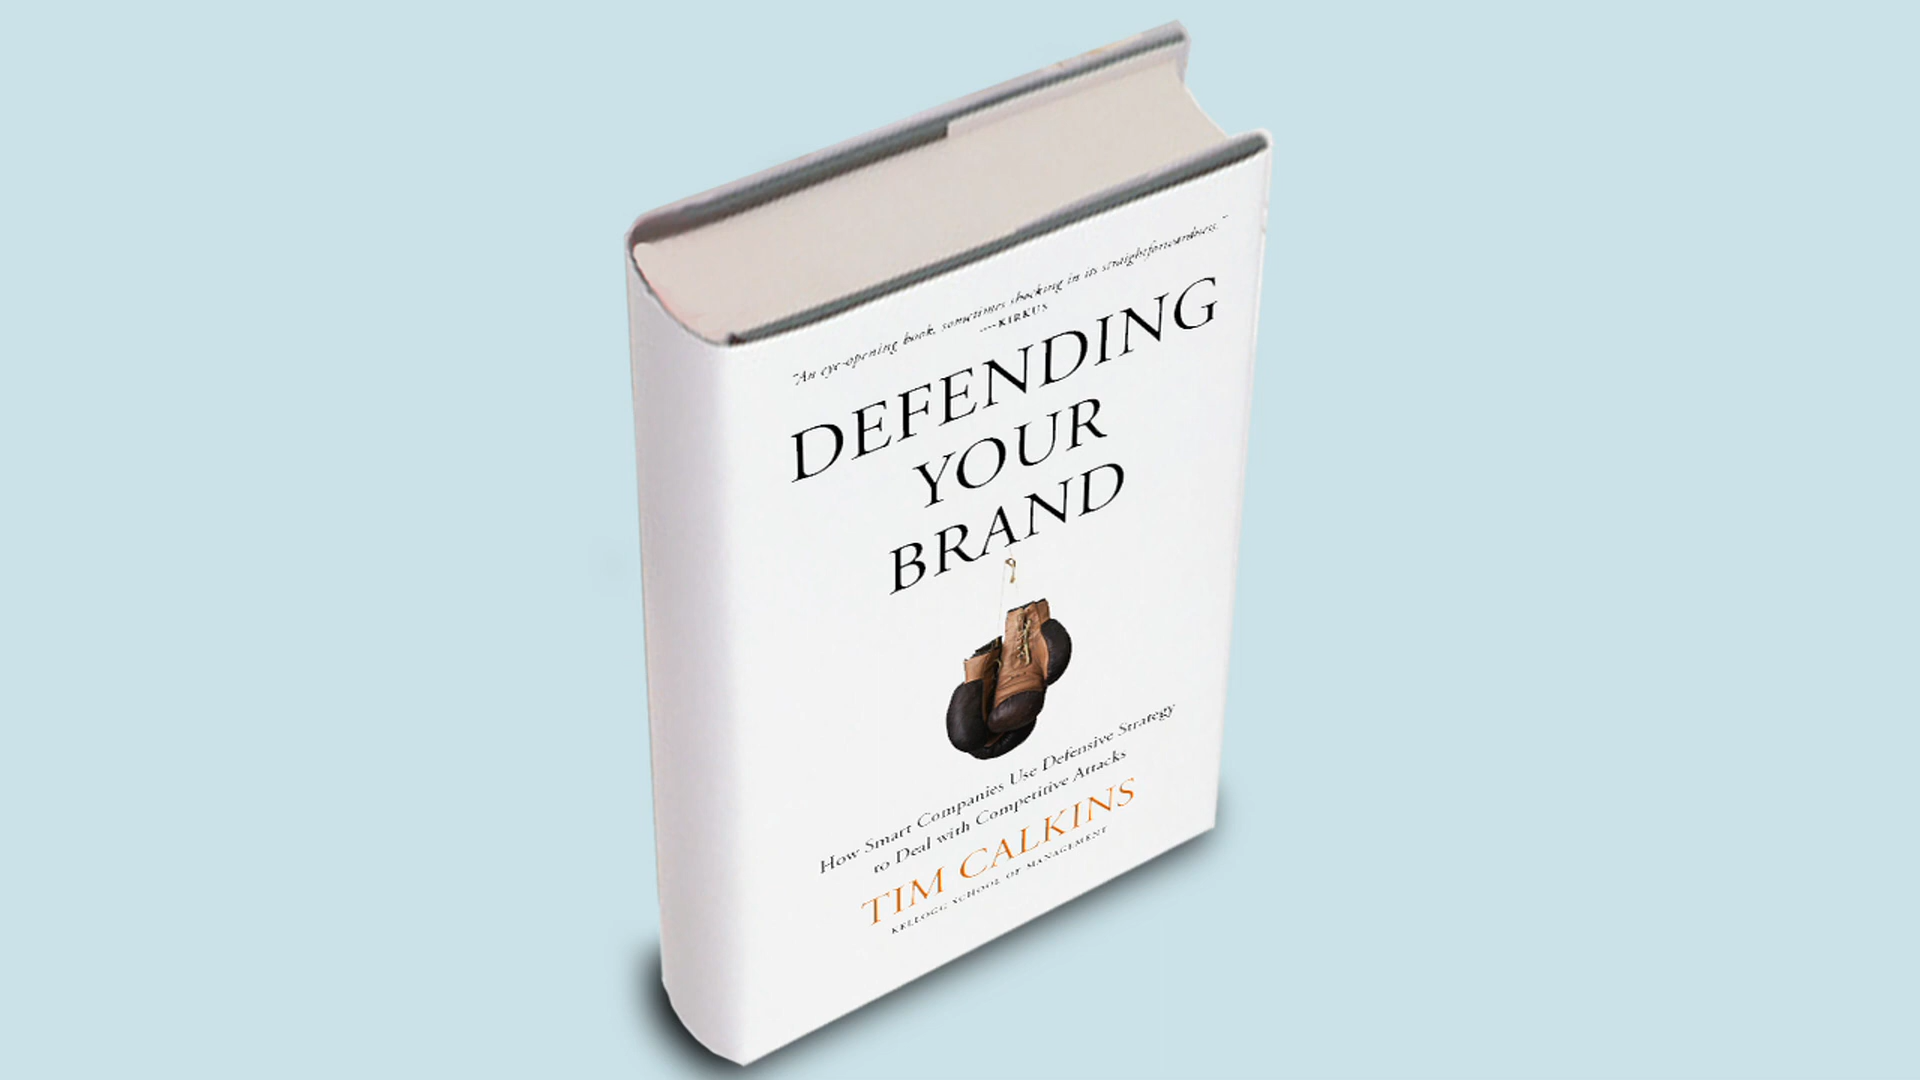 "An eye-opening book, sometimes shocking in its straightforwardness."
—KIRKUS
DEFENDING
YOUR
BRAND
How Smart Companies Use Defensive Strategy
to Deal with Competitive Attacks
TIM CALKINS
KELLOGG SCHOOL OF MANAGEMENT